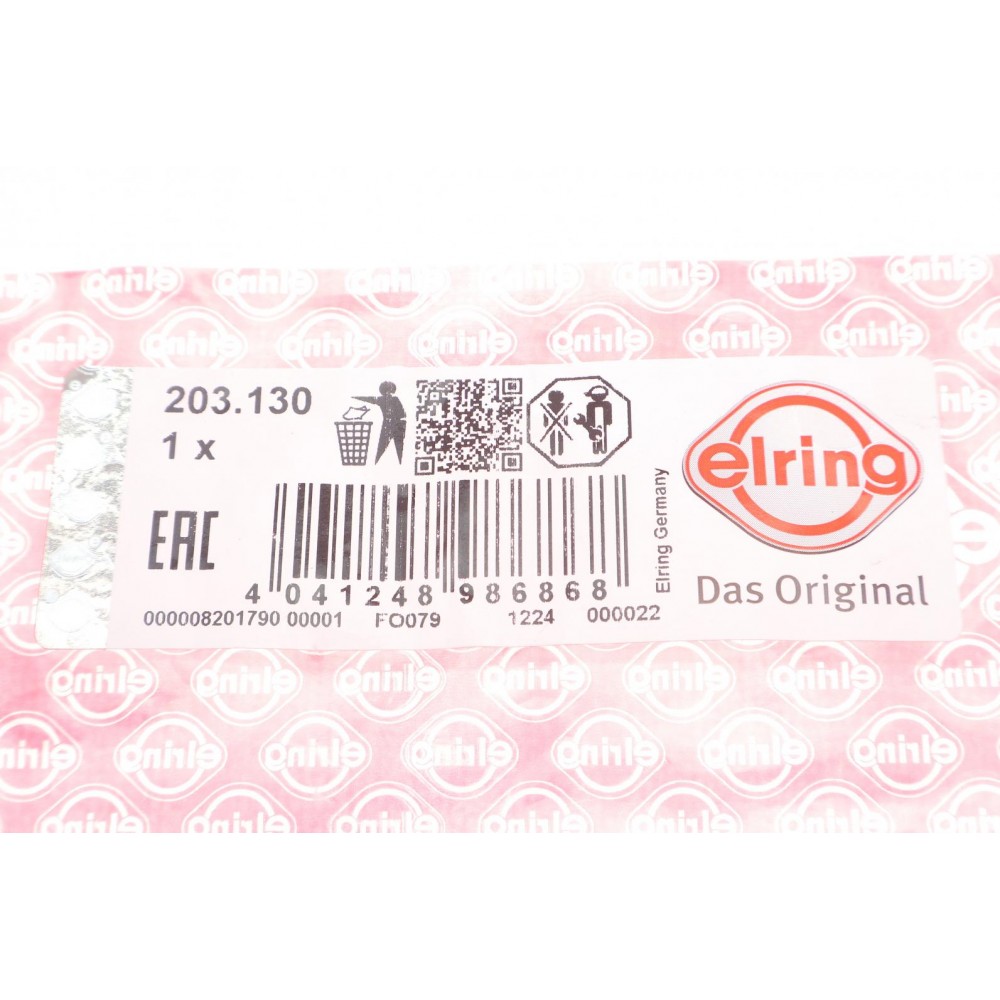 203.130
1 x
EAC
4 041248 986868
000008201790 00001 FO079 1224 000022
Elring Germany
elring
Das Original